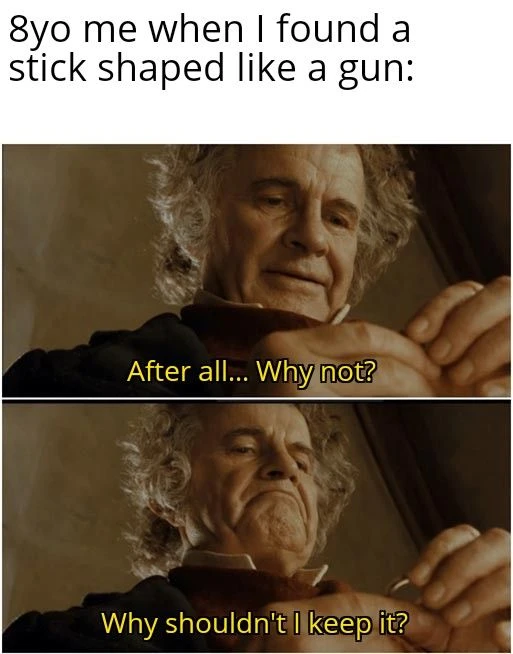 8yo me when I found a
stick shaped like a gun:
After all... Why not?
Why shouldn't I keep it?